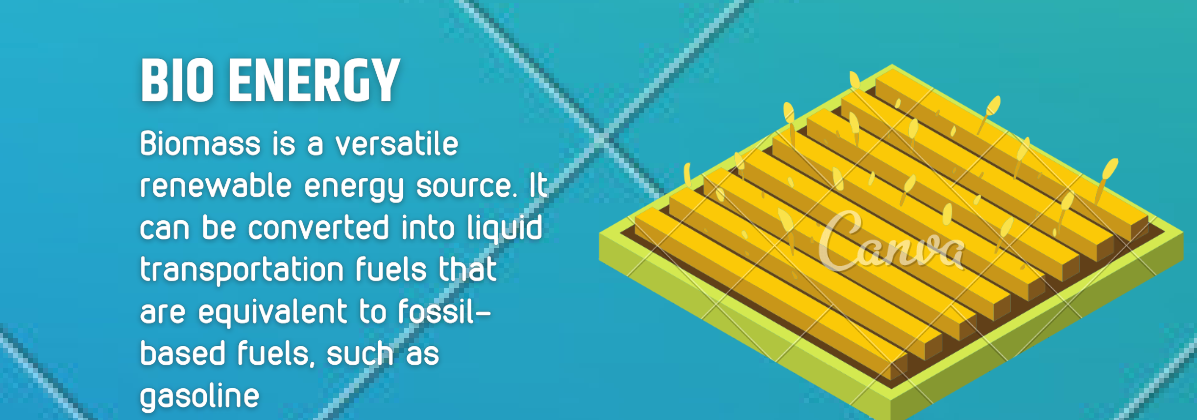 BIO ENERGY
Biomass is a versatile
renewable energy source. It
can be converted into liquid
transportation fuels that
are equivalent to fossil-
based fuels, such as
gasoline
Canva